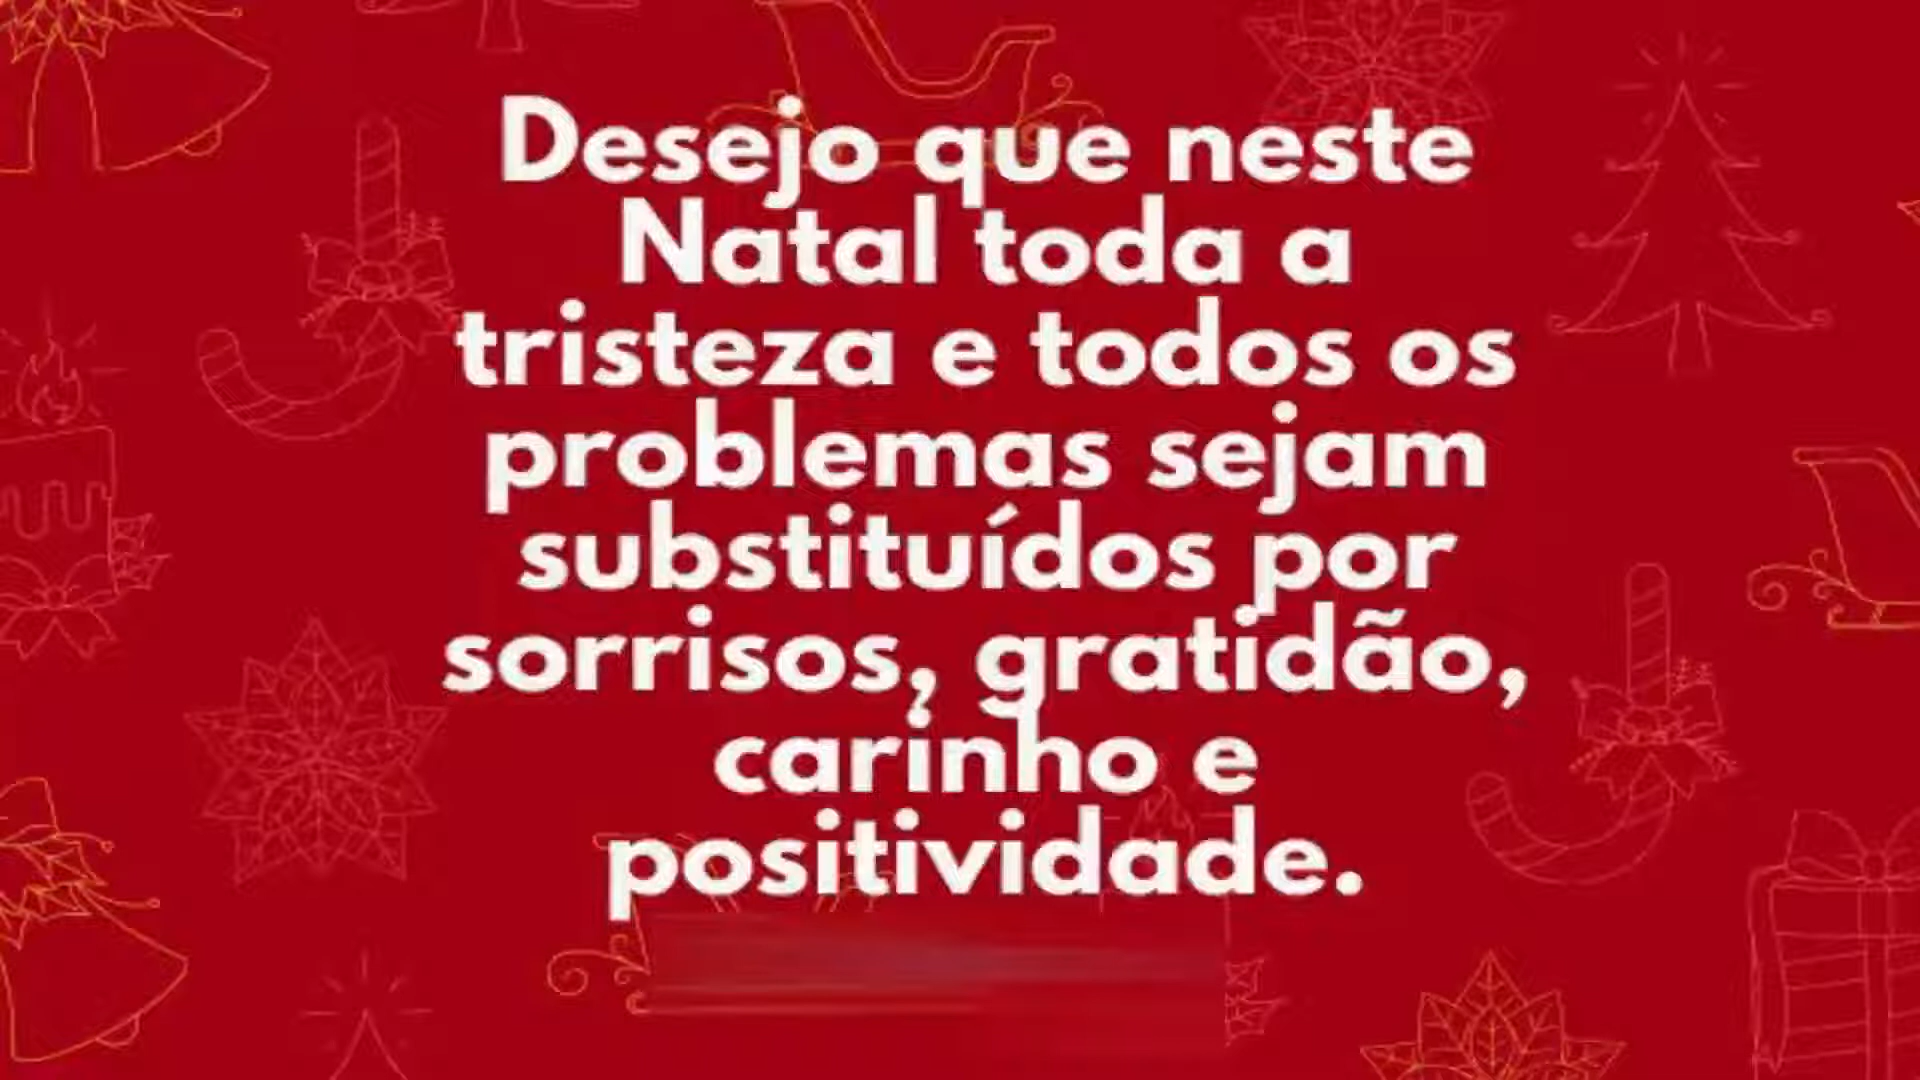 Desejo que neste
Natal toda a
tristeza e todos os
problemas sejam
substituídos por
sorrisos, gratidão,
carinho e
positividade.